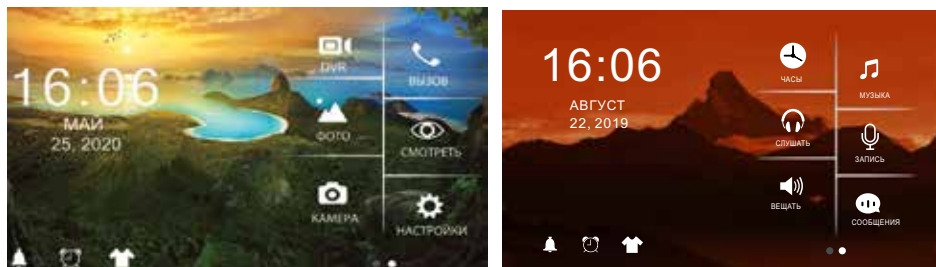 16:06
МАЙ
25, 2020
DVR
ФОТО
КАМЕРА
ВЫЗОВ
СМОТРЕТЬ
НАСТРОЙКИ
16:06
АВГУСТ
22, 2019
ЧАСЫ
СЛУШАТЬ
ВЕЩАТЬ
МУЗЫКА
ЗАПИСЬ
СООБЩЕНИЯ